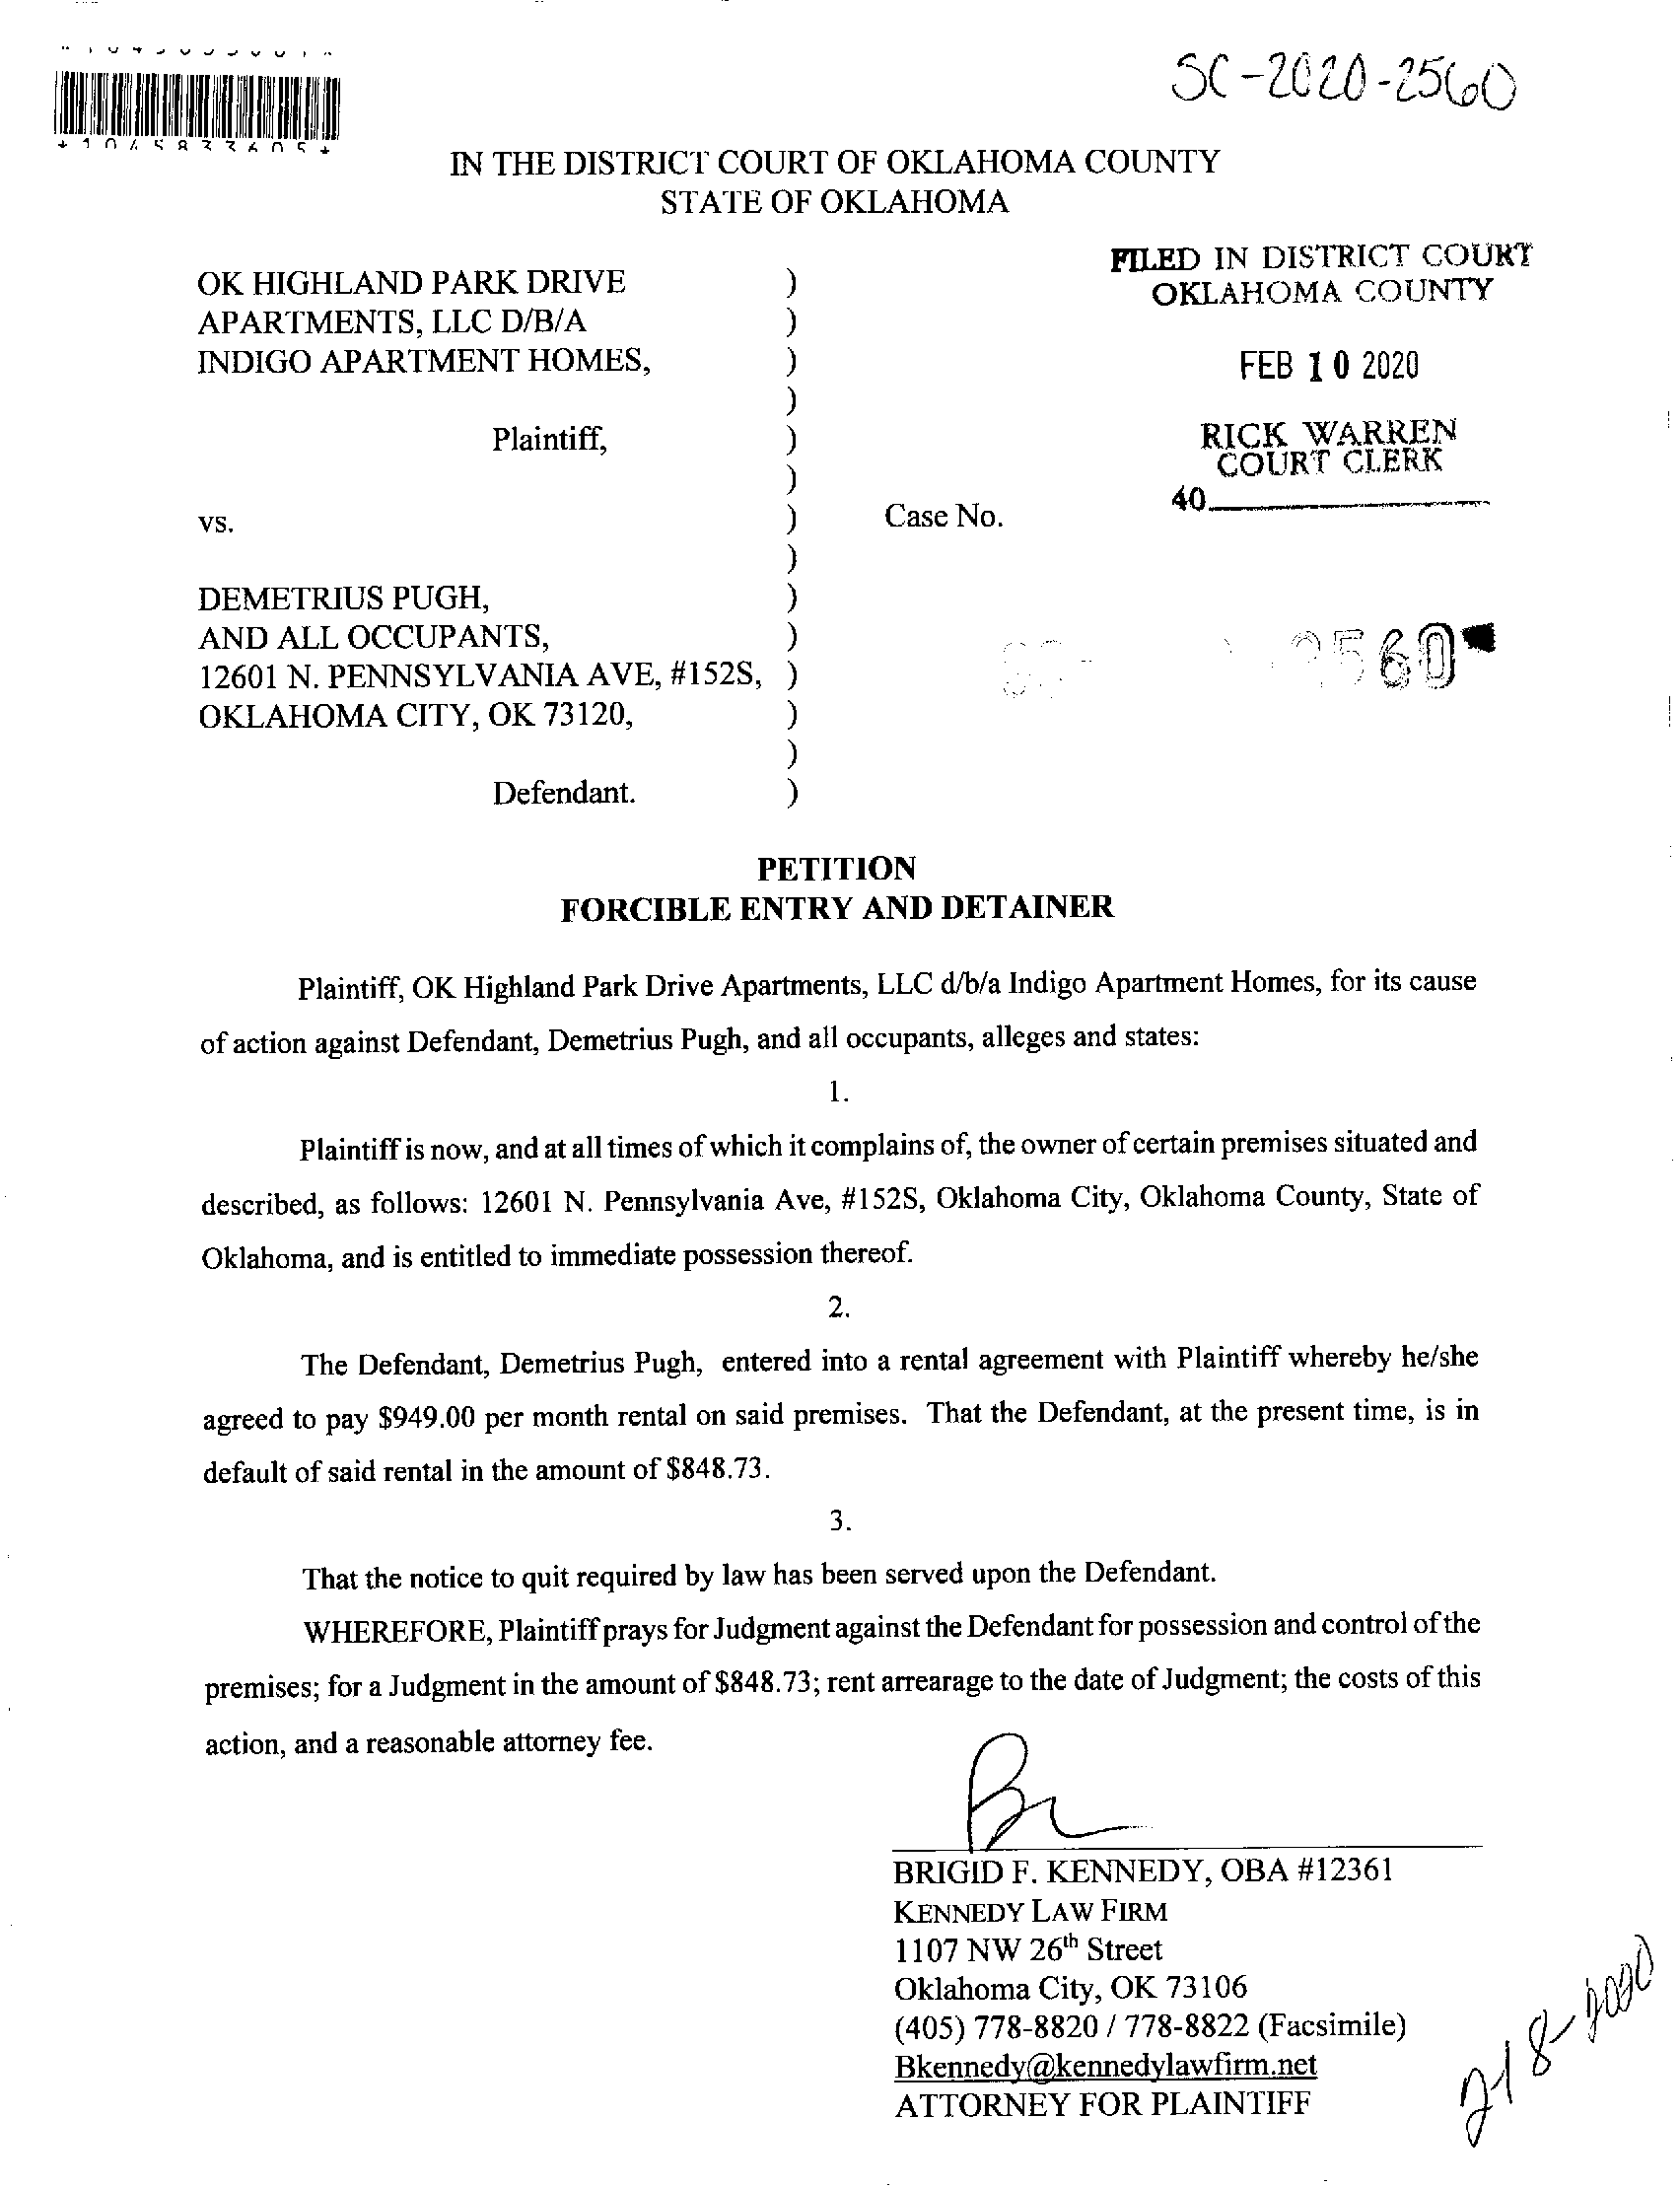 SC-2020-2560
*1045833605*
IN THE DISTRICT COURT OF OKLAHOMA COUNTY
STATE OF OKLAHOMA
FILED IN DISTRICT COURT
OKLAHOMA COUNTY
FEB 10 2020
RICK WARREN
COURT CLERK
40
OK HIGHLAND PARK DRIVE )
APARTMENTS, LLC D/B/A )
INDIGO APARTMENT HOMES, )
)
Plaintiff, )
)
vs. ) Case No.
)
DEMETRIUS PUGH, )
AND ALL OCCUPANTS, )
12601 N. PENNSYLVANIA AVE, #152S, )
OKLAHOMA CITY, OK 73120, )
)
Defendant. )
2560
PETITION
FORCIBLE ENTRY AND DETAINER
Plaintiff, OK Highland Park Drive Apartments, LLC d/b/a Indigo Apartment Homes, for its cause
of action against Defendant, Demetrius Pugh, and all occupants, alleges and states:
1.
Plaintiff is now, and at all times of which it complains of, the owner of certain premises situated and
described, as follows: 12601 N. Pennsylvania Ave, #152S, Oklahoma City, Oklahoma County, State of
Oklahoma, and is entitled to immediate possession thereof.
2.
The Defendant, Demetrius Pugh, entered into a rental agreement with Plaintiff whereby he/she
agreed to pay $949.00 per month rental on said premises. That the Defendant, at the present time, is in
default of said rental in the amount of $848.73.
3.
That the notice to quit required by law has been served upon the Defendant.
WHEREFORE, Plaintiff prays for Judgment against the Defendant for possession and control of the
premises; for a Judgment in the amount of $848.73; rent arrearage to the date of Judgment; the costs of this
action, and a reasonable attorney fee.
BRIGID F. KENNEDY, OBA #12361
KENNEDY LAW FIRM
1107 NW 26th Street
Oklahoma City, OK 73106
(405) 778-8820 / 778-8822 (Facsimile)
Bkennedy@kennedylawfirm.net
ATTORNEY FOR PLAINTIFF
2-18-2020